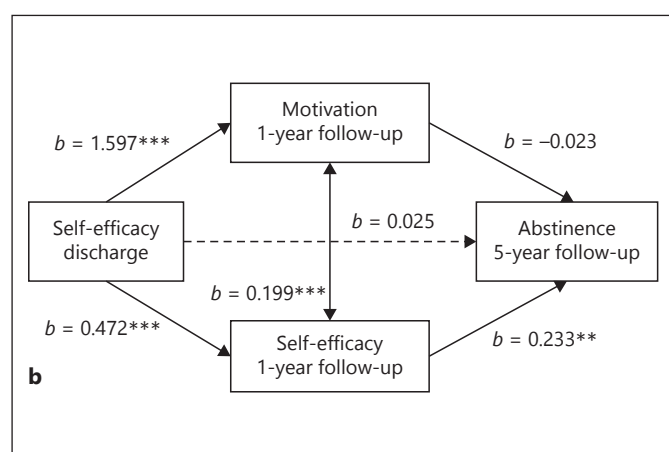 Motivation
1-year follow-up
b = 1.597***
b = –0.023
Self-efficacy
discharge
b = 0.025
Abstinence
5-year follow-up
b = 0.199***
b = 0.472***
Self-efficacy
1-year follow-up
b = 0.233**
b